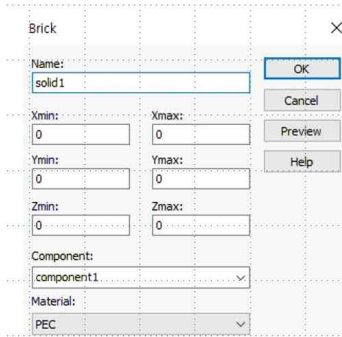 Brick
Name:
solid1
OK
Cancel
Xmin:
Xmax:
0
0
Preview
Ymin:
Ymax:
Help
0
0
Zmin:
Zmax:
0
0
Component:
component1
Material:
PEC